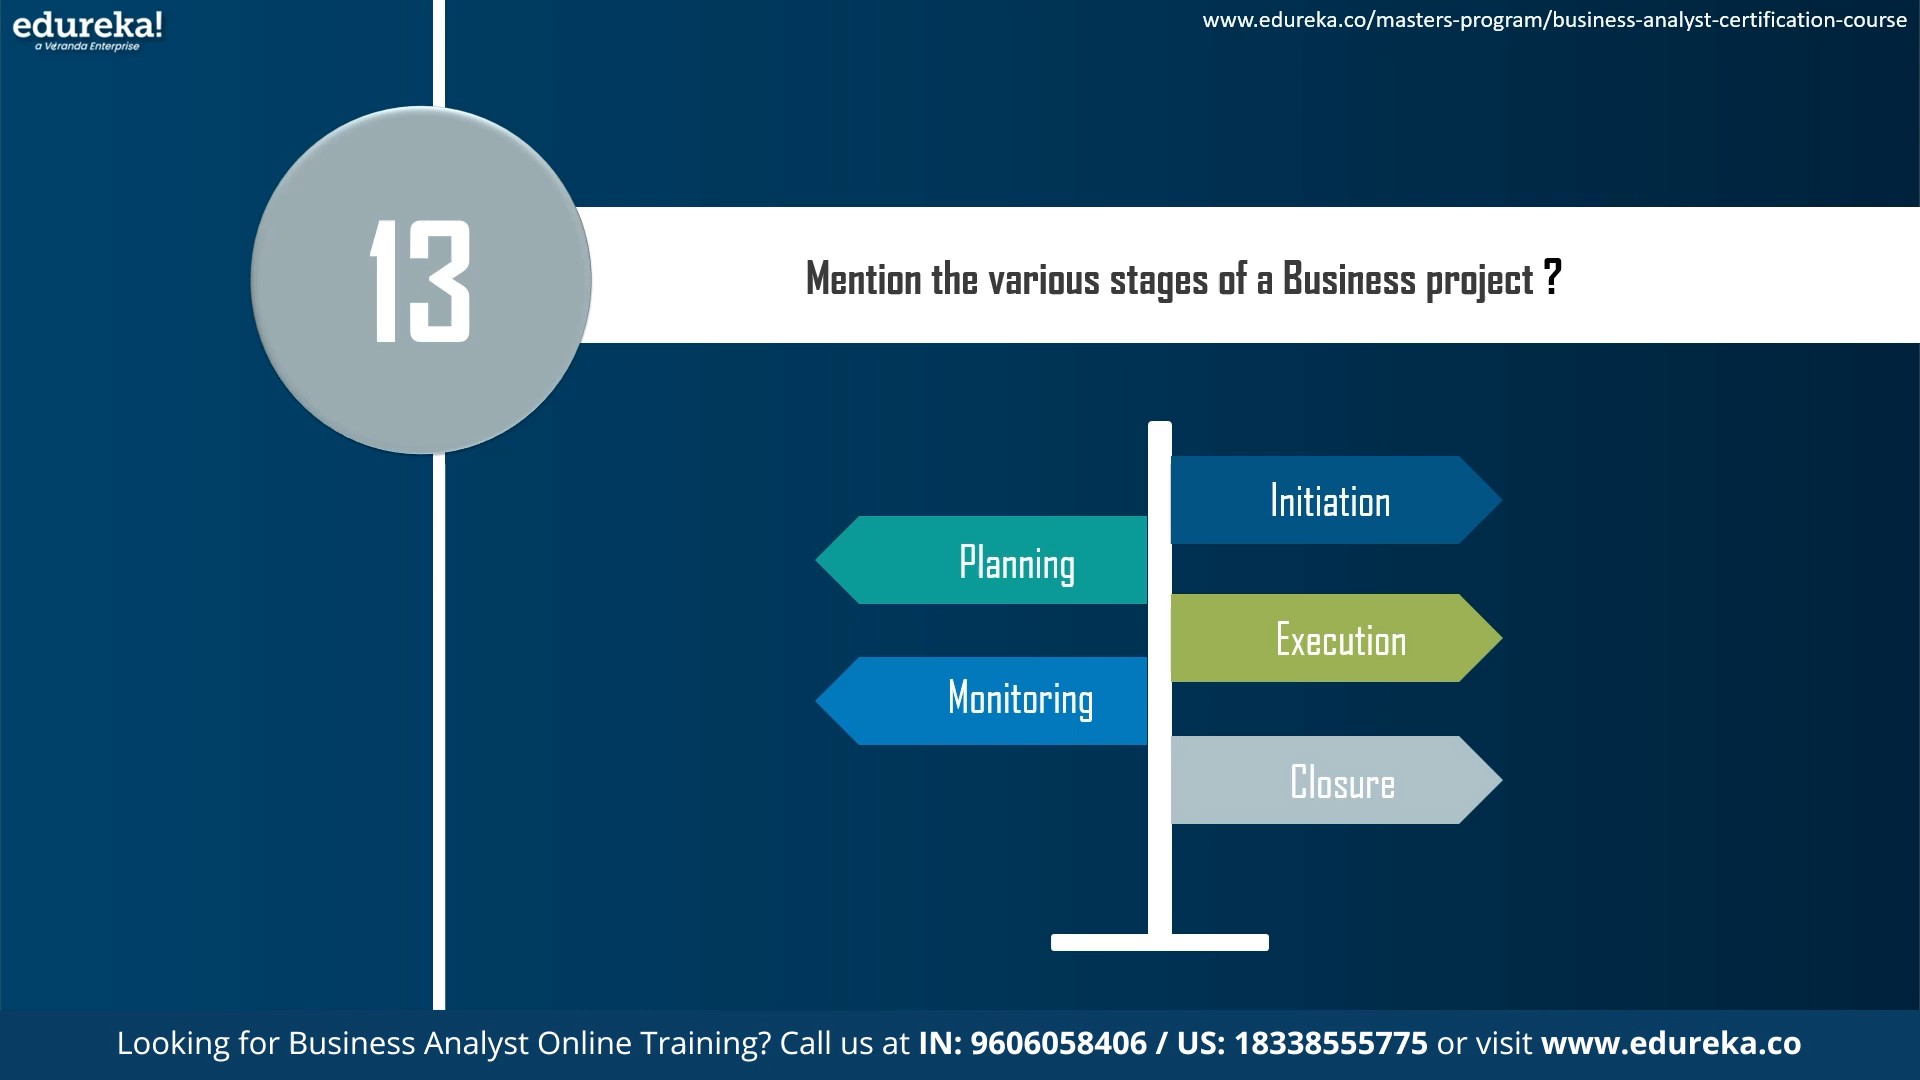 edureka!
a Veranda Enterprise
www.edureka.co/masters-program/business-analyst-certification-course
13
Mention the various stages of a Business project ?
Initiation
Planning
Execution
Monitoring
Closure
Looking for Business Analyst Online Training? Call us at IN: 9606058406 / US: 18338555775 or visit www.edureka.co